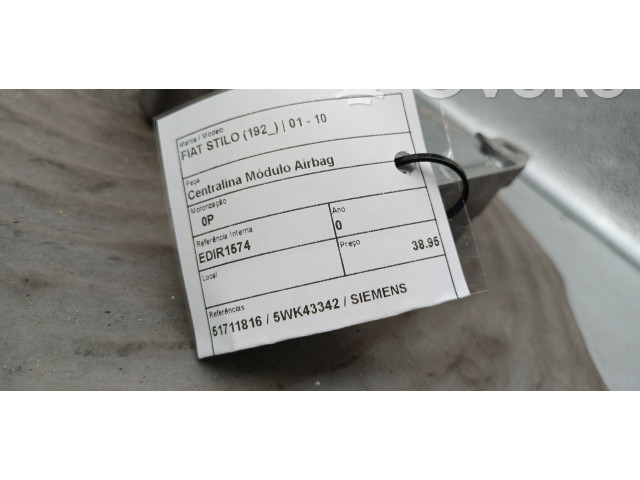 Marca / Modelo
FIAT STILO (192_) | 01 - 10
Peça
Centralina Módulo Airbag
Motorização
0P
Ano
0
Referência Interna
EDIR1574
Preço
38.95
Local
Referências
51711816 / 5WK43342 / SIEMENS